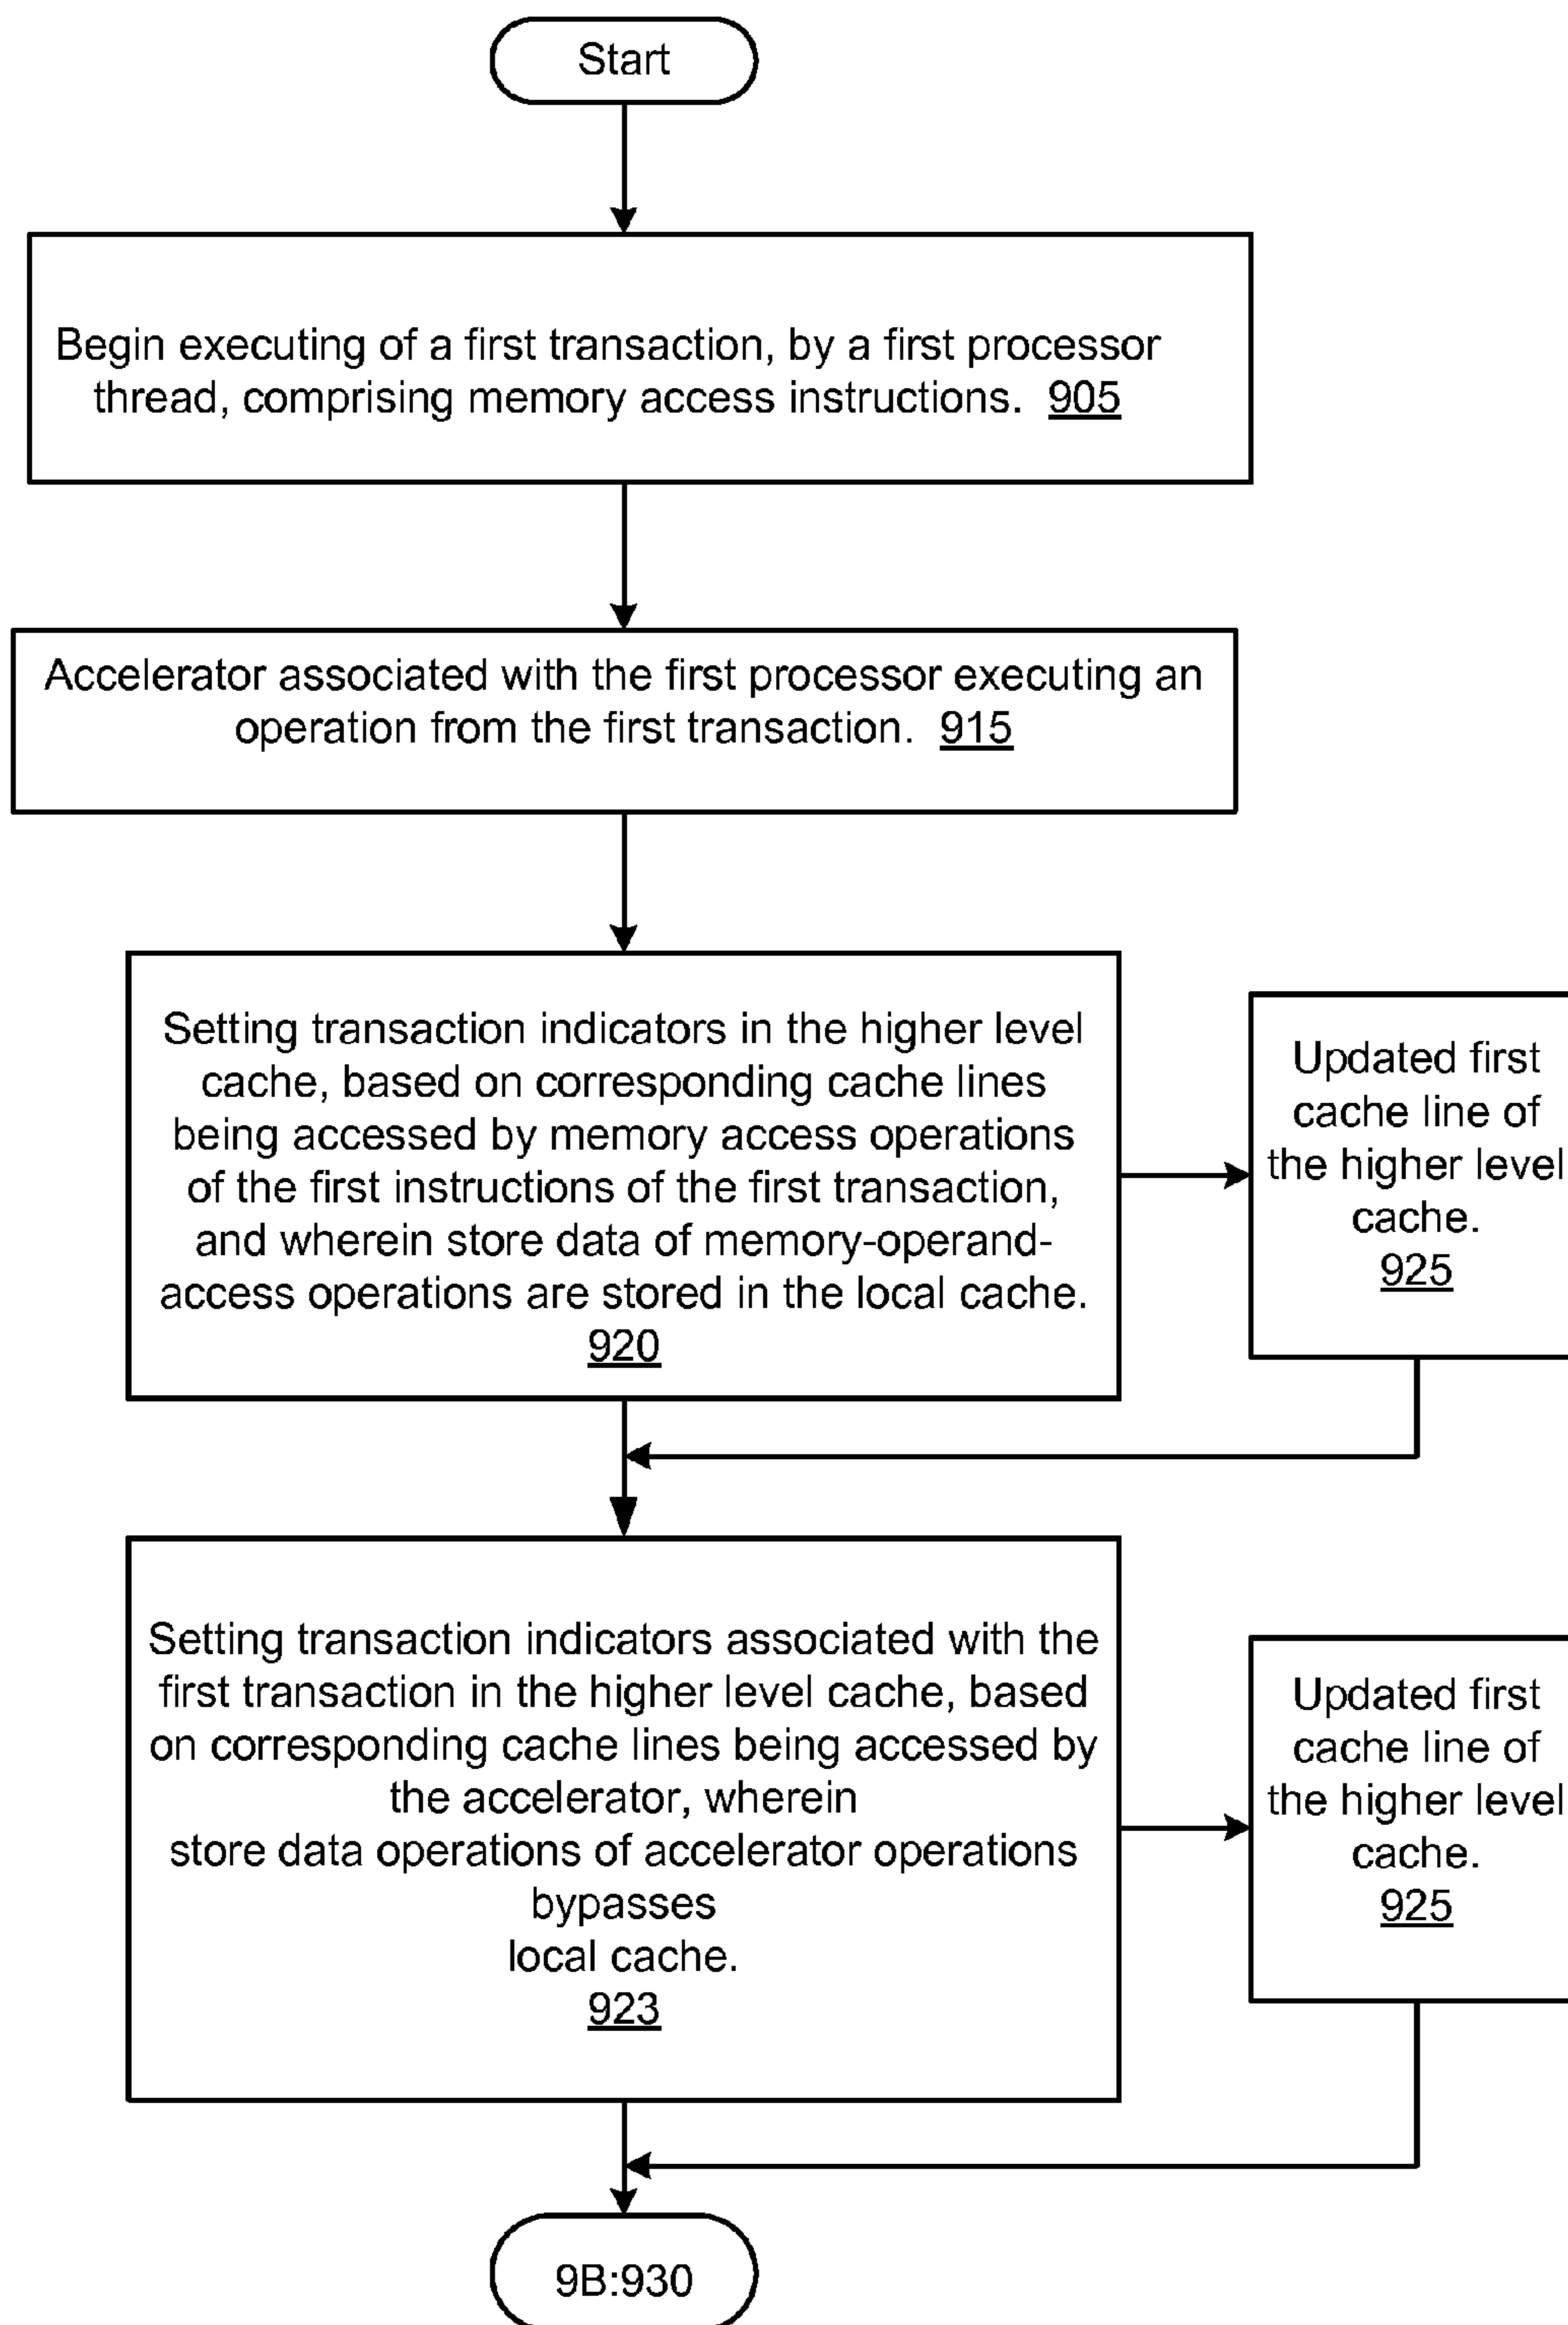 Start
Begin executing of a first transaction, by a first processor
thread, comprising memory access instructions. 905
Accelerator associated with the first processor executing an
operation from the first transaction. 915
Setting transaction indicators in the higher level
cache, based on corresponding cache lines
being accessed by memory access operations
of the first instructions of the first transaction,
and wherein store data of memory-operand-
access operations are stored in the local cache.
920
Updated first
cache line of
the higher level
cache.
925
Setting transaction indicators associated with the
first transaction in the higher level cache, based
on corresponding cache lines being accessed by
the accelerator, wherein
store data operations of accelerator operations
bypasses
local cache.
923
Updated first
cache line of
the higher level
cache.
925
9B:930